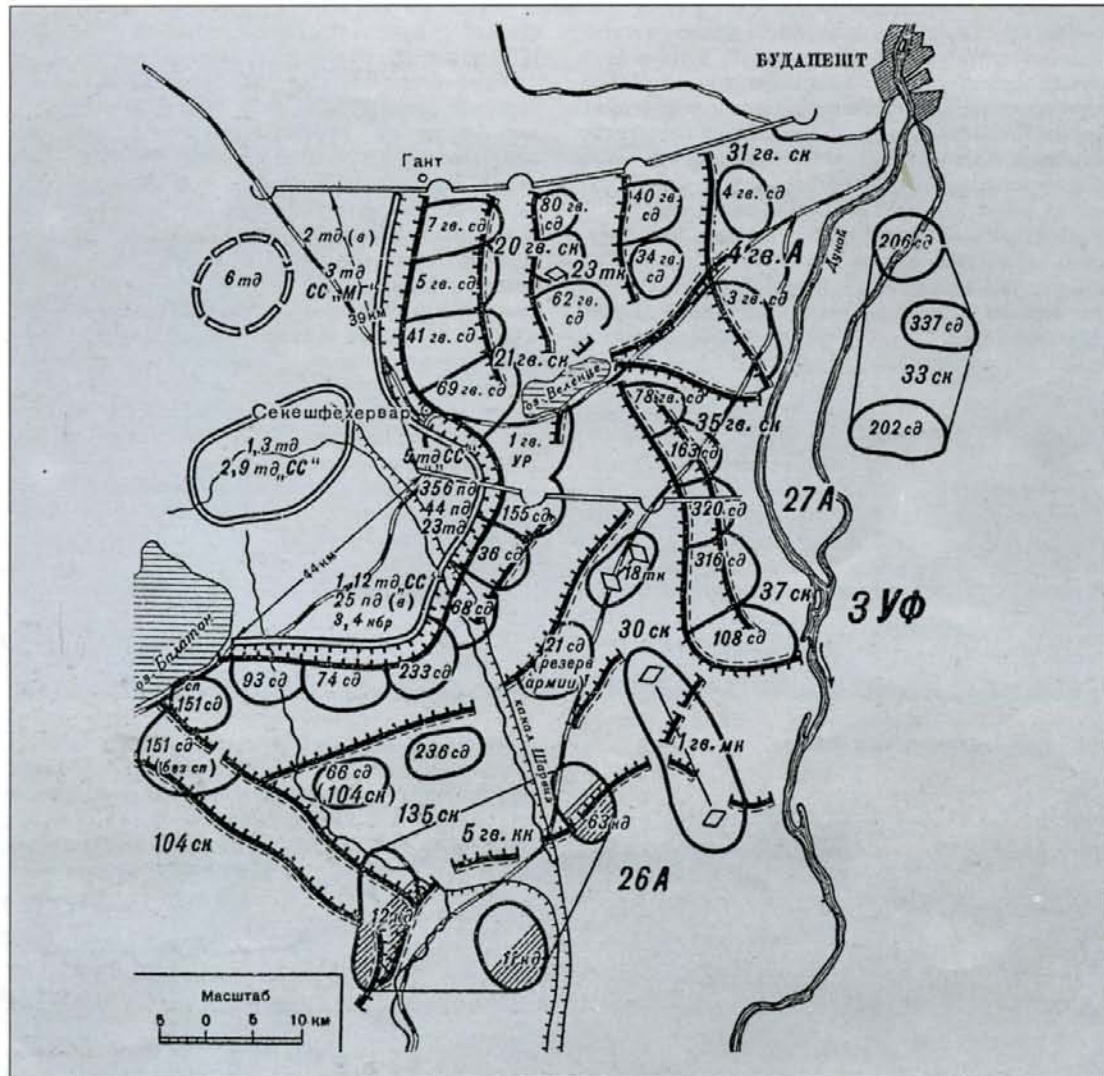 БУДАПЕШТ
Гант
31 гв. ск
4 гв. сд
40 гв.
сд
80 гв.
сд
7 гв. сд
2 тд (в)
20 гв. ск
34 гв.
сд
4 гв. А
Дунай
206 сд
3 тд
СС „МГ"
23 тк
6 тд
5 гв. сд
62 гв.
сд
3 гв. сд
39 км
337 сд
41 гв. сд
21 гв. ск
33 ск
69 гв. сд
оз. Веленце
78 гв. сд
35 гв. ск
202 сд
Секешфехервар
1 гв.
УР
163 сд
1, 3 тд
2, 9 тд „СС"
5 тд СС
356 пд
44 пд
23 тд
155 сд
320 сд
27 А
36 сд
18 тк
316 сд
44 км
1, 12 тд „СС"
25 пд (в)
3, 4 кбр
68 сд
37 ск
3 Уф
оз. Балатон
21 сд
(резерв
армии)
30 ск
108 сд
233 сд
93 сд
74 сд
сп
151 сд
канал Шарвиз
236 сд
151 сд
(без сп)
66 сд
(104 ск)
1 гв. мк
135 ск
104 ск
5 гв. кк
63 кд
26 А
12 кд
11 кд
Масштаб
5 0 5 10 км